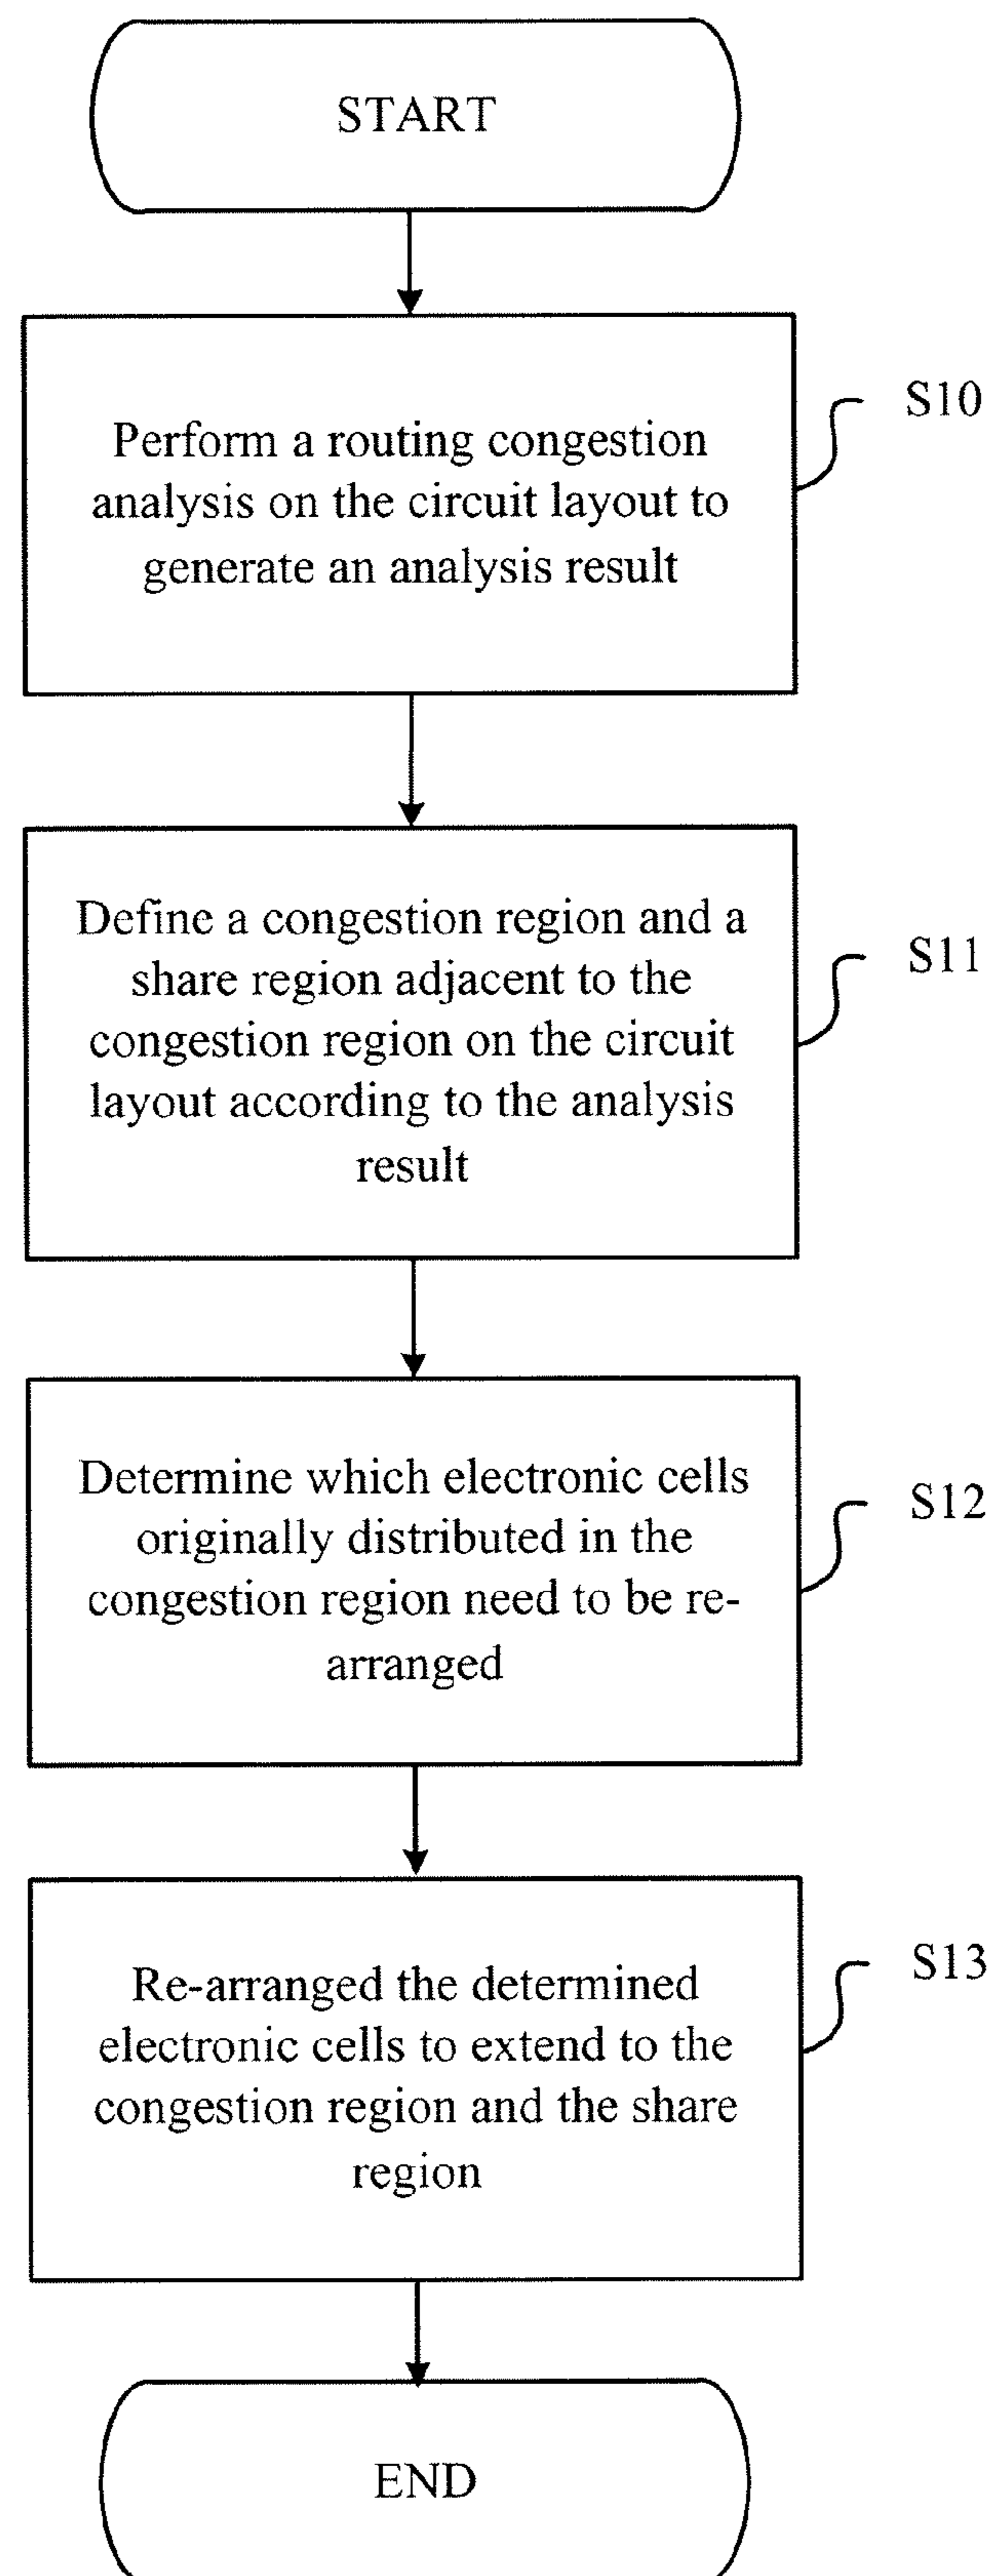 START
S10
Perform a routing congestion
analysis on the circuit layout to
generate an analysis result
S11
Define a congestion region and a
share region adjacent to the
congestion region on the circuit
layout according to the analysis
result
S12
Determine which electronic cells
originally distributed in the
congestion region need to be re-
arranged
S13
Re-arranged the determined
electronic cells to extend to the
congestion region and the share
region
END